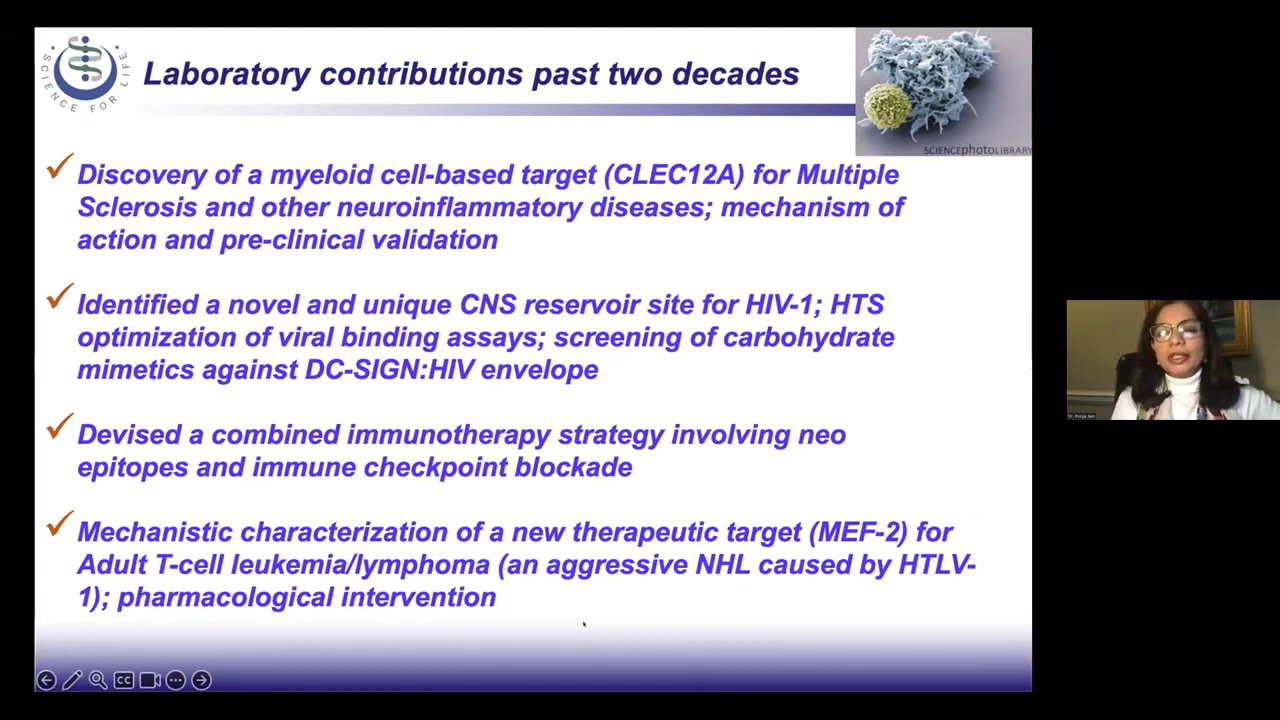 SCIENCE FOR LIFE
Laboratory contributions past two decades
SCIENCEphotoLIBRARY
✓ Discovery of a myeloid cell-based target (CLEC12A) for Multiple
Sclerosis and other neuroinflammatory diseases; mechanism of
action and pre-clinical validation
✓ Identified a novel and unique CNS reservoir site for HIV-1; HTS
optimization of viral binding assays; screening of carbohydrate
mimetics against DC-SIGN:HIV envelope
✓ Devised a combined immunotherapy strategy involving neo
epitopes and immune checkpoint blockade
✓ Mechanistic characterization of a new therapeutic target (MEF-2) for
Adult T-cell leukemia/lymphoma (an aggressive NHL caused by HTLV-
1); pharmacological intervention
CC
Dr. Pooja Jain